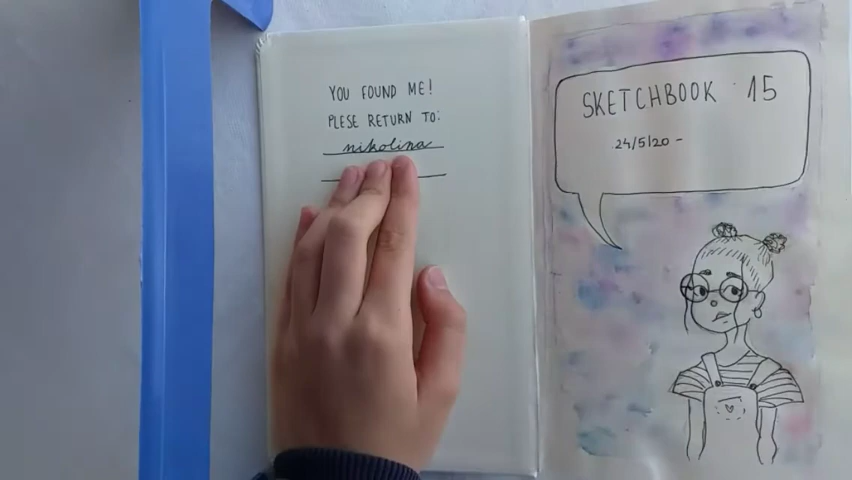 YOU FOUND ME!
PLESE RETURN TO:
nikolina
SKETCHBOOK 15
24/5/20 -